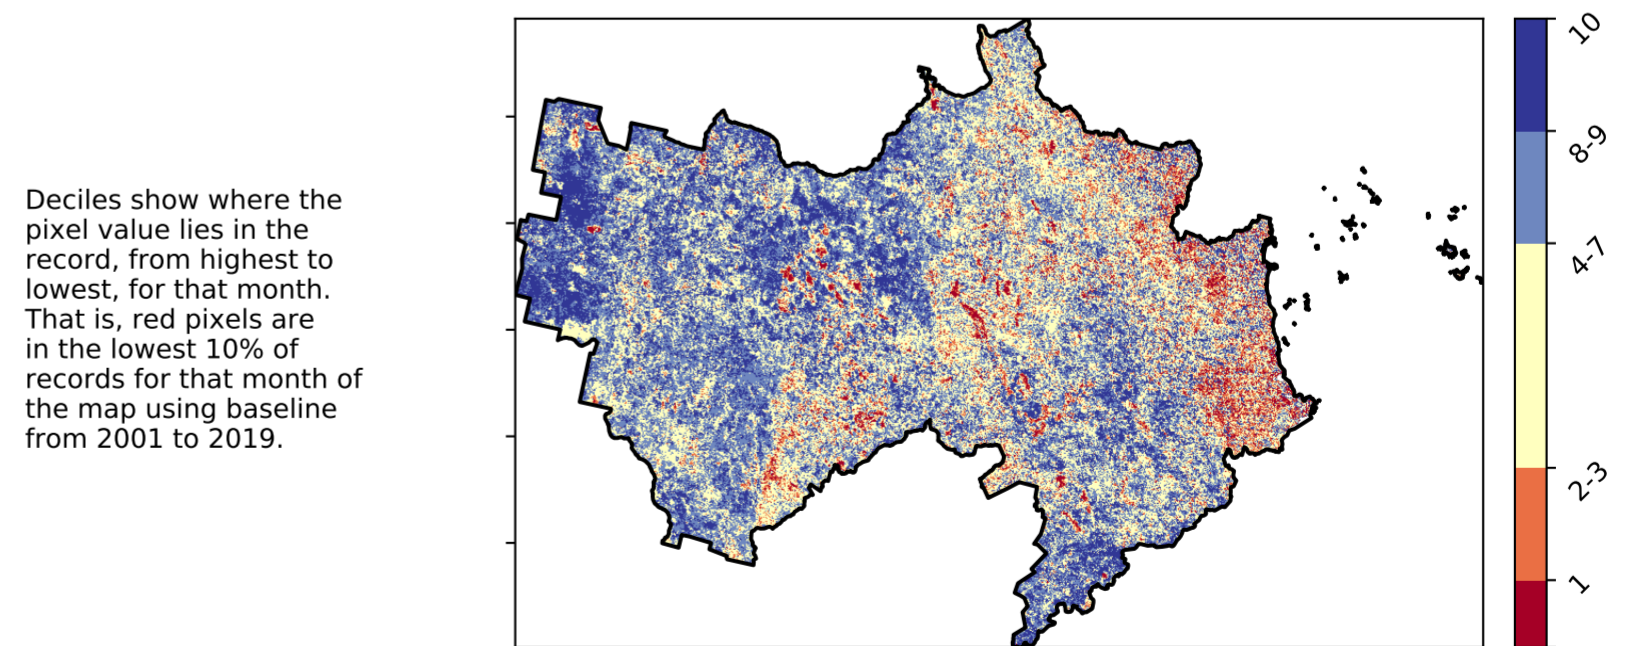 Deciles show where the
pixel value lies in the
record, from highest to
lowest, for that month.
That is, red pixels are
in the lowest 10% of
records for that month of
the map using baseline
from 2001 to 2019.
10
8-9
4-7
2-3
1